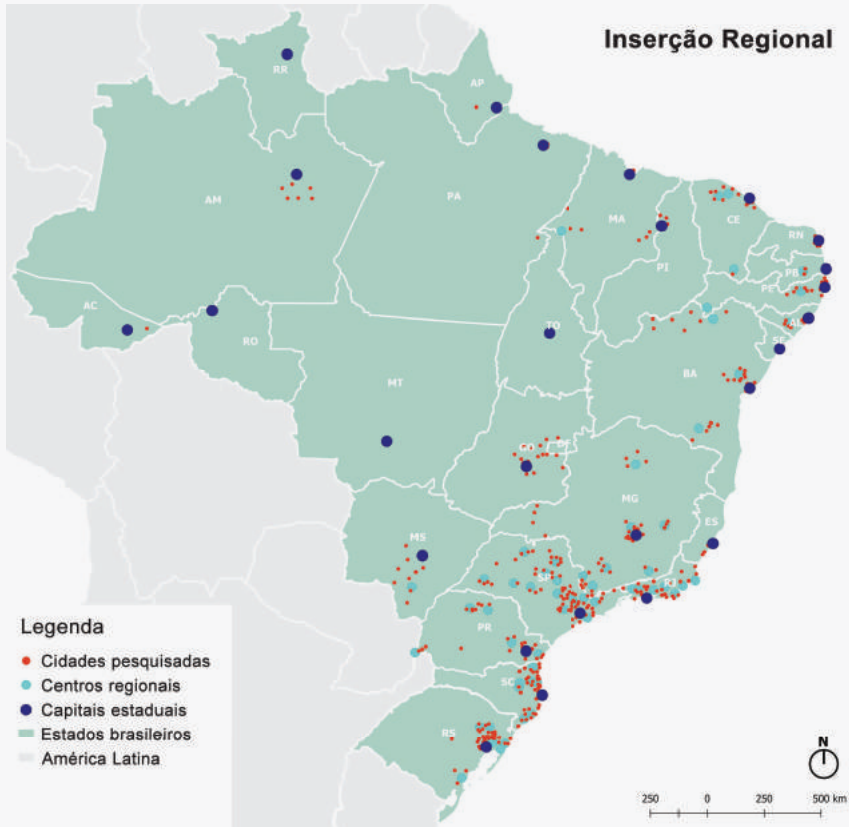 Inserção Regional
RR
AP
AM
PA
MA
CE
RN
PB
PE
PI
AL
SE
AC
RO
TO
BA
MT
GO
DF
MG
ES
MS
SP
RJ
PR
SC
RS
Legenda
Cidades pesquisadas
Centros regionais
Capitais estaduais
Estados brasileiros
América Latina
N
250 0 250 500 km